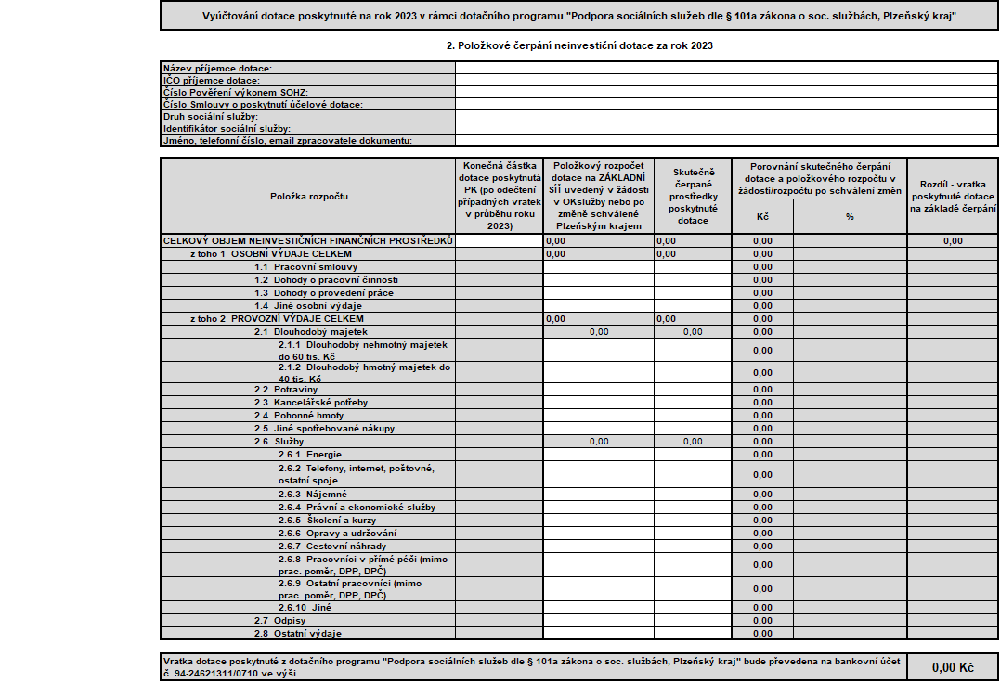 Vyúčtování dotace poskytnuté na rok 2023 v rámci dotačního programu "Podpora sociálních služeb dle § 101a zákona o soc. službách, Plzeňský kraj"
2. Položkové čerpání neinvestiční dotace za rok 2023
Název příjemce dotace:
IČO příjemce dotace:
Číslo Pověření výkonem SOHZ:
Číslo Smlouvy o poskytnutí účelové dotace:
Druh sociální služby:
Identifikátor sociální služby:
Jméno, telefonní číslo, email zpracovatele dokumentu:
Položka rozpočtu
Konečná částka
dotace poskytnutá
PK (po odečtení
případných vratek
v průběhu roku
2023)
Položkový rozpočet
dotace na ZÁKLADNÍ
SÍŤ uvedený v žádosti
v OKslužby nebo po
změně schválené
Plzeňským krajem
Skutečně
čerpané
prostředky
poskytnuté
dotace
Porovnání skutečného čerpání
dotace a položkového rozpočtu v
žádosti/rozpočtu po schválení změn
Kč %
Rozdíl - vratka
poskytnuté dotace
na základě čerpání
CELKOVÝ OBJEM NEINVESTIČNÍCH FINANČNÍCH PROSTŘEDKŮ 0,00 0,00 0,00 0,00
z toho 1 OSOBNÍ VÝDAJE CELKEM 0,00 0,00 0,00
1.1 Pracovní smlouvy 0,00
1.2 Dohody o pracovní činnosti 0,00
1.3 Dohody o provedení práce 0,00
1.4 Jiné osobní výdaje 0,00
z toho 2 PROVOZNÍ VÝDAJE CELKEM 0,00 0,00 0,00
2.1 Dlouhodobý majetek 0,00 0,00 0,00
2.1.1 Dlouhodobý nehmotný majetek
do 60 tis. Kč 0,00
2.1.2 Dlouhodobý hmotný majetek do
40 tis. Kč 0,00
2.2 Potraviny 0,00
2.3 Kancelářské potřeby 0,00
2.4 Pohonné hmoty 0,00
2.5 Jiné spotřebované nákupy 0,00
2.6. Služby 0,00 0,00 0,00
2.6.1 Energie 0,00
2.6.2 Telefony, internet, poštovné,
ostatní spoje 0,00
2.6.3 Nájemné 0,00
2.6.4 Právní a ekonomické služby 0,00
2.6.5 Školení a kurzy 0,00
2.6.6 Opravy a udržování 0,00
2.6.7 Cestovní náhrady 0,00
2.6.8 Pracovníci v přímé péči (mimo
prac. poměr, DPP, DPČ) 0,00
2.6.9 Ostatní pracovníci (mimo
prac. poměr, DPP, DPČ) 0,00
2.6.10 Jiné 0,00
2.7 Odpisy 0,00
2.8 Ostatní výdaje 0,00
Vratka dotace poskytnuté z dotačního programu "Podpora sociálních služeb dle § 101a zákona o soc. službách, Plzeňský kraj" bude převedena na bankovní účet
č. 94-24621311/0710 ve výši
0,00 Kč